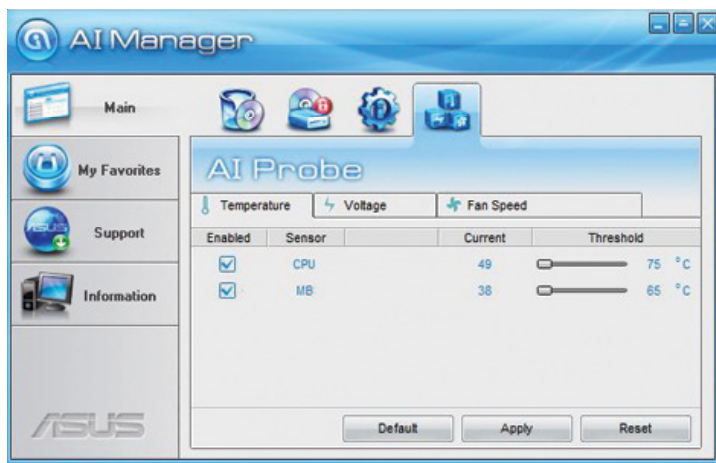 AI Manager
Main
My Favorites
Support
Information
ASUS
AI Probe
Temperature Voltage Fan Speed
Enabled Sensor Current Threshold
CPU 49 75 °C
MB 38 65 °C
Default Apply Reset